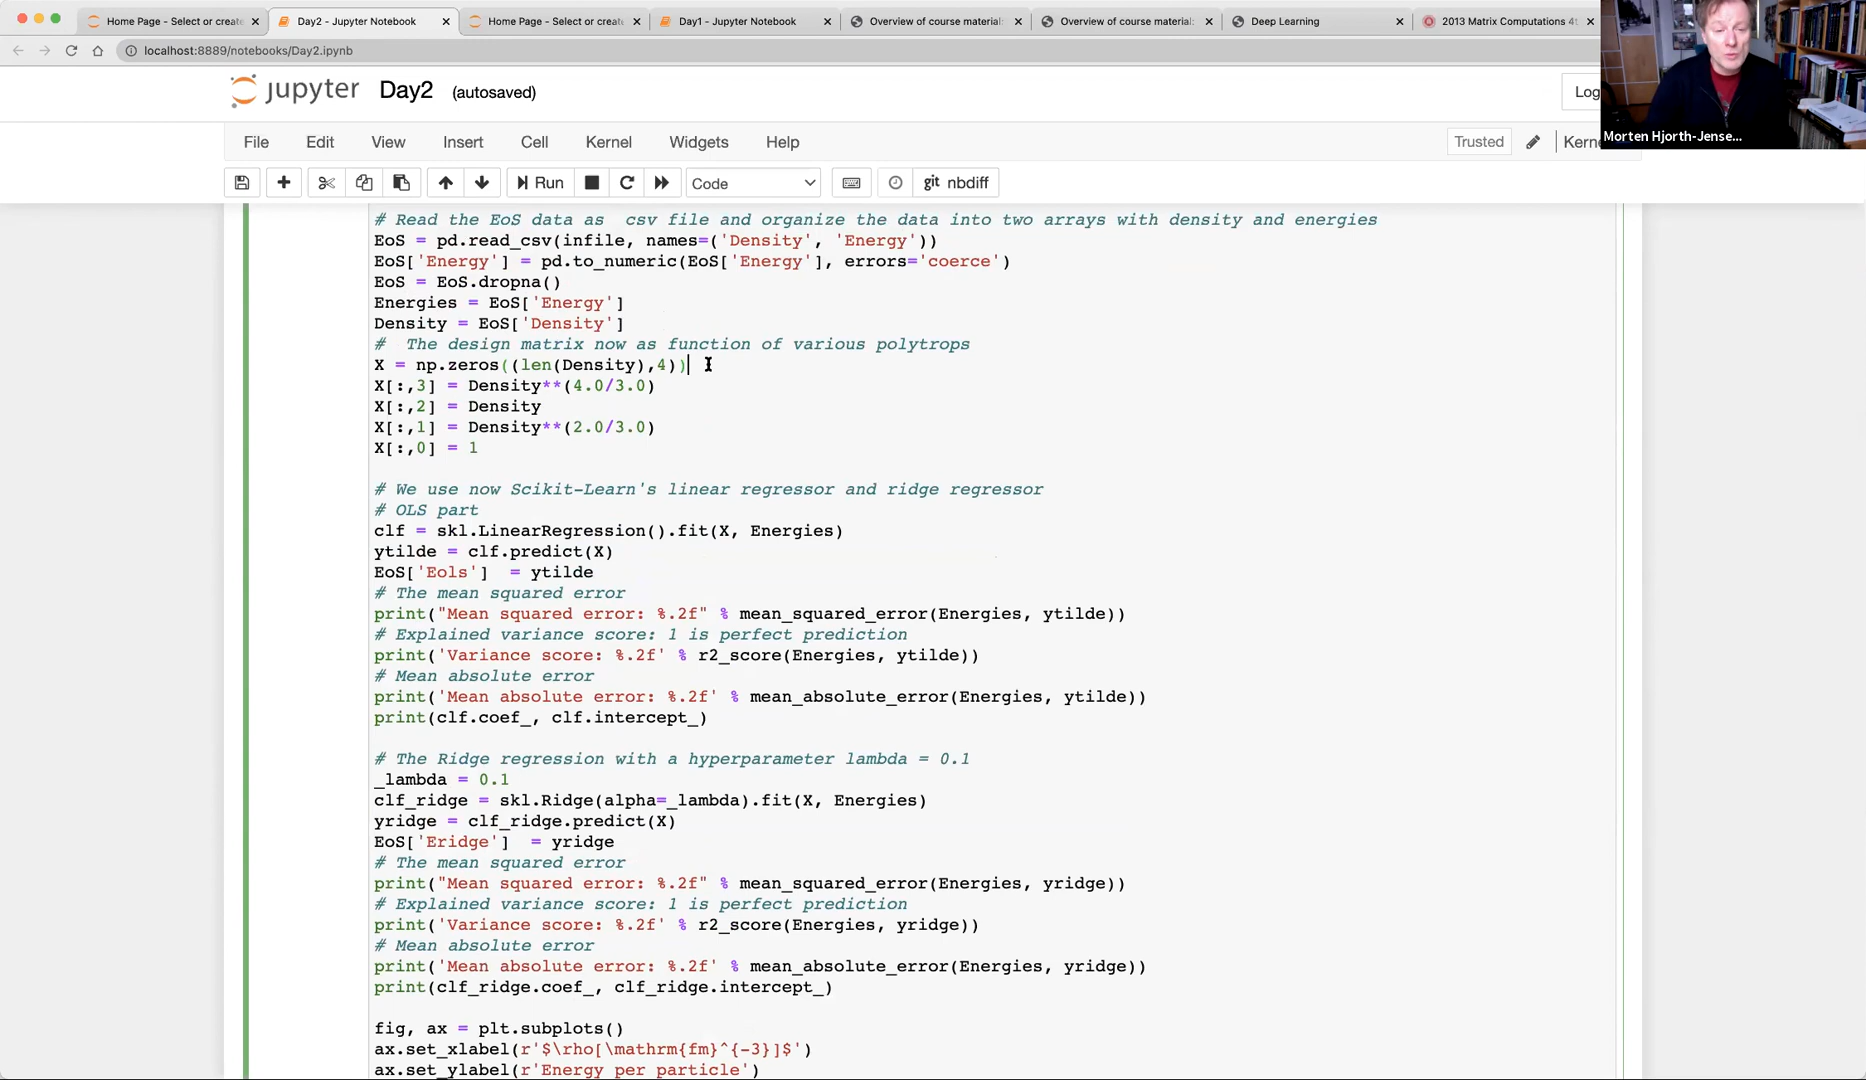 Home Page - Select or create
Day2 - Jupyter Notebook
Home Page - Select or create
Day1 - Jupyter Notebook
Overview of course material:
Overview of course material:
Deep Learning
2013 Matrix Computations 4t
localhost:8889/notebooks/Day2.ipynb
jupyter Day2 (autosaved)
Log
Morten Hjorth-Jense...
File Edit View Insert Cell Kernel Widgets Help
Trusted
Kerne
Run
Code
git nbdiff
# Read the EoS data as  csv file and organize the data into two arrays with density and energies
EoS = pd.read_csv(infile, names=('Density', 'Energy'))
EoS['Energy'] = pd.to_numeric(EoS['Energy'], errors='coerce')
EoS = EoS.dropna()
Energies = EoS['Energy']
Density = EoS['Density']
#  The design matrix now as function of various polytrops
X = np.zeros((len(Density),4))
X[:,3] = Density**(4.0/3.0)
X[:,2] = Density
X[:,1] = Density**(2.0/3.0)
X[:,0] = 1
# We use now Scikit-Learn's linear regressor and ridge regressor
# OLS part
clf = skl.LinearRegression().fit(X, Energies)
ytilde = clf.predict(X)
EoS['Eols']  = ytilde
# The mean squared error
print("Mean squared error: %.2f" % mean_squared_error(Energies, ytilde))
# Explained variance score: 1 is perfect prediction
print('Variance score: %.2f' % r2_score(Energies, ytilde))
# Mean absolute error
print('Mean absolute error: %.2f' % mean_absolute_error(Energies, ytilde))
print(clf.coef_, clf.intercept_)
# The Ridge regression with a hyperparameter lambda = 0.1
_lambda = 0.1
clf_ridge = skl.Ridge(alpha=_lambda).fit(X, Energies)
yridge = clf_ridge.predict(X)
EoS['Eridge']  = yridge
# The mean squared error
print("Mean squared error: %.2f" % mean_squared_error(Energies, yridge))
# Explained variance score: 1 is perfect prediction
print('Variance score: %.2f' % r2_score(Energies, yridge))
# Mean absolute error
print('Mean absolute error: %.2f' % mean_absolute_error(Energies, yridge))
print(clf_ridge.coef_, clf_ridge.intercept_)
fig, ax = plt.subplots()
ax.set_xlabel(r'$\rho[\mathrm{fm}^{-3}]$')
ax.set_ylabel(r'Energy per particle')